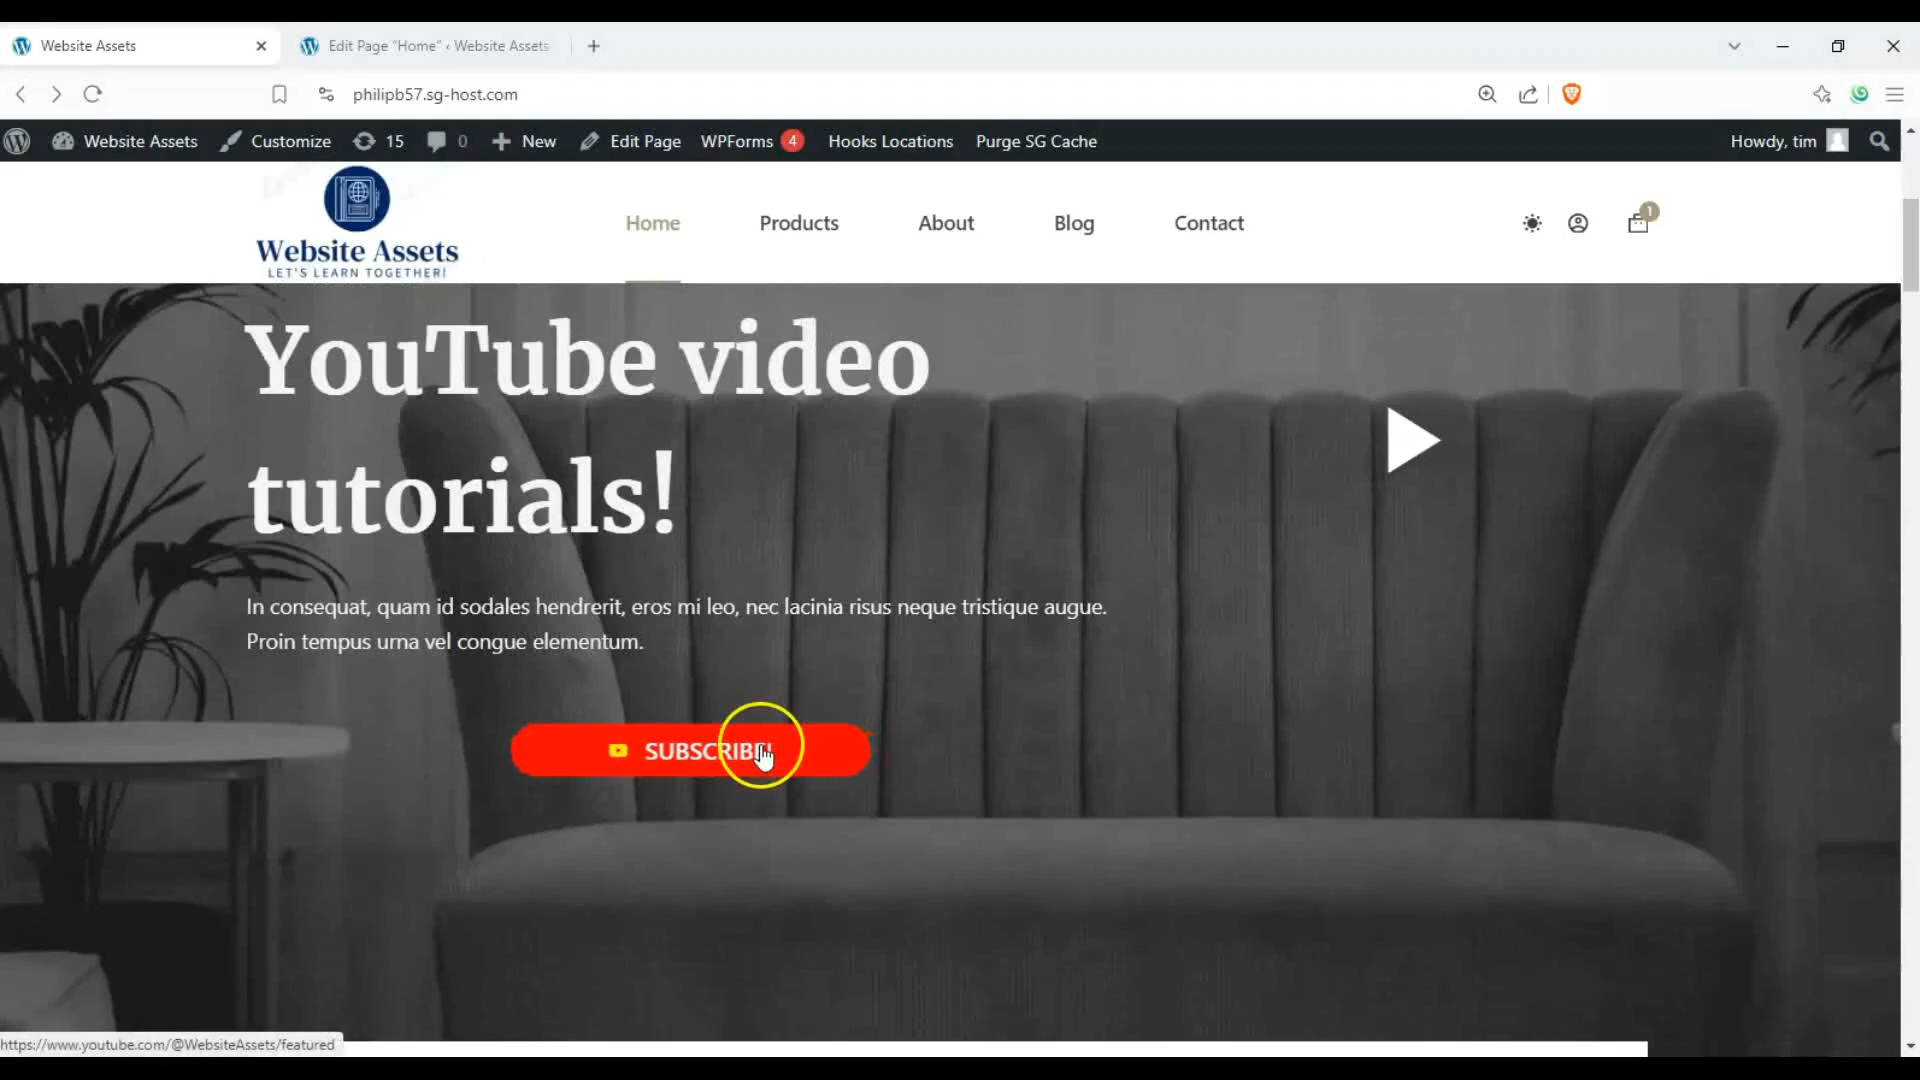 Website Assets
Edit Page "Home" ‹ Website Assets
philipb57.sg-host.com
Website Assets Customize 15 0 New Edit Page WPForms 4 Hooks Locations Purge SG Cache Howdy, tim
Website Assets
LET'S LEARN TOGETHER!
Home Products About Blog Contact 1
YouTube video
tutorials!
In consequat, quam id sodales hendrerit, eros mi leo, nec lacinia risus neque tristique augue.
Proin tempus urna vel congue elementum.
SUBSCRIBE!
https://www.youtube.com/@WebsiteAssets/featured